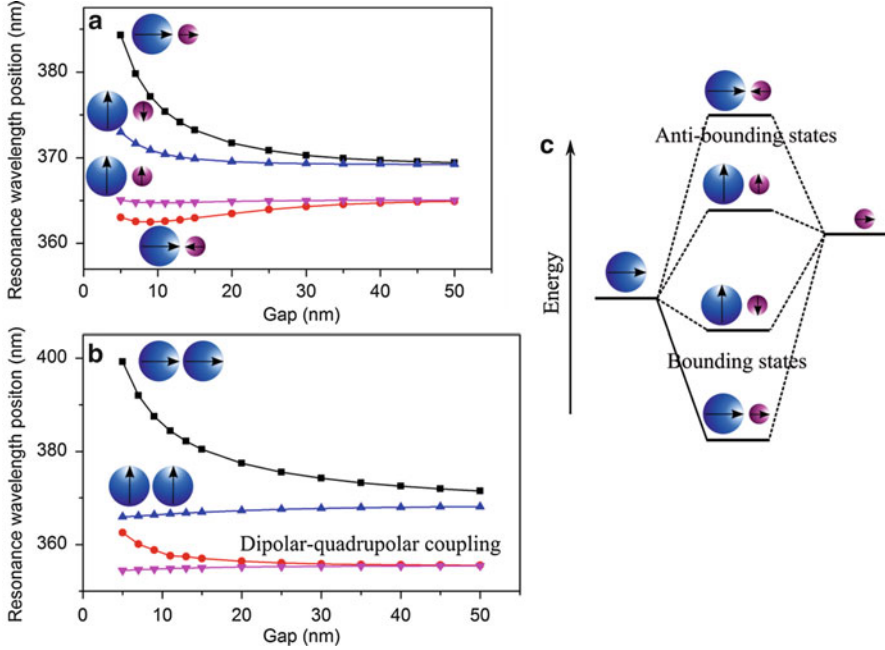 a
Resonance wavelength position (nm)
380
370
360
0 10 20 30 40 50
Gap (nm)
b
Resonance wavelength positon (nm)
400
380
360
Dipolar-quadrupolar coupling
0 10 20 30 40 50
Gap (nm)
c
Energy
Anti-bounding states
Bounding states